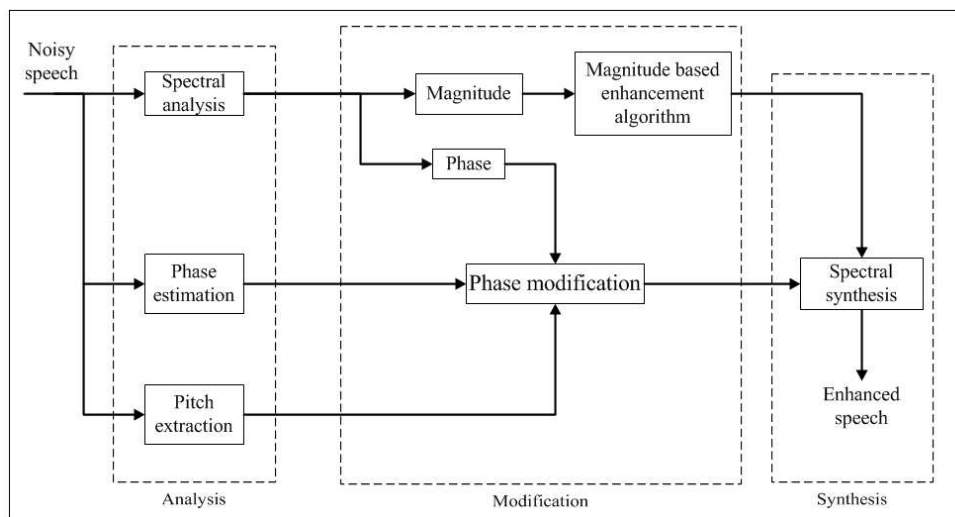 Noisy
speech
Spectral
analysis
Magnitude
Magnitude based
enhancement
algorithm
Phase
Phase
estimation
Phase modification
Spectral
synthesis
Pitch
extraction
Enhanced
speech
Analysis
Modification
Synthesis